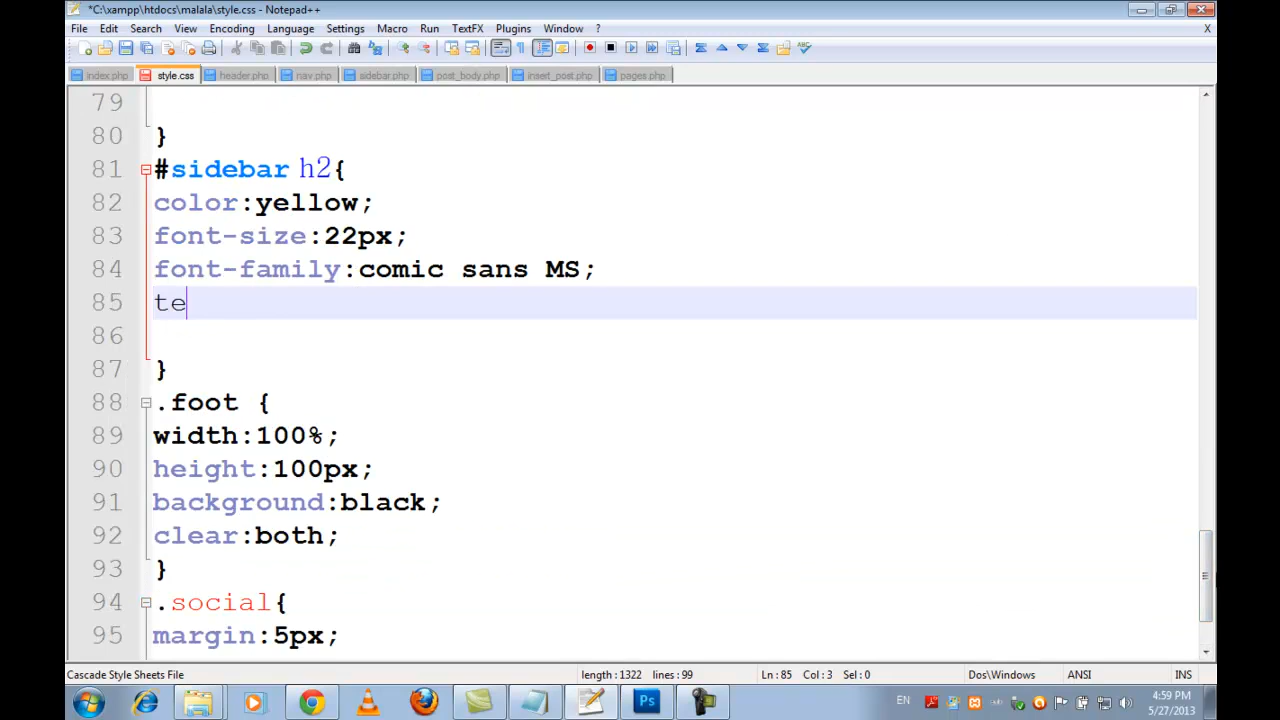 *C:\xampp\htdocs\malala\style.css - Notepad++
File Edit Search View Encoding Language Settings Macro Run TextFX Plugins Window ? X
index.php style.css header.php nav.php sidebar.php post_body.php insert_post.php pages.php
79
80 }
81 #sidebar h2{
82 color:yellow;
83 font-size:22px;
84 font-family:comic sans MS;
85 te
86
87 }
88 .foot {
89 width:100%;
90 height:100px;
91 background:black;
92 clear:both;
93 }
94 .social{
95 margin:5px;
Cascade Style Sheets File length : 1322 lines : 99 Ln : 85 Col : 3 Sel : 0 Dos\Windows ANSI INS
Ps EN 4:59 PM
5/27/2013